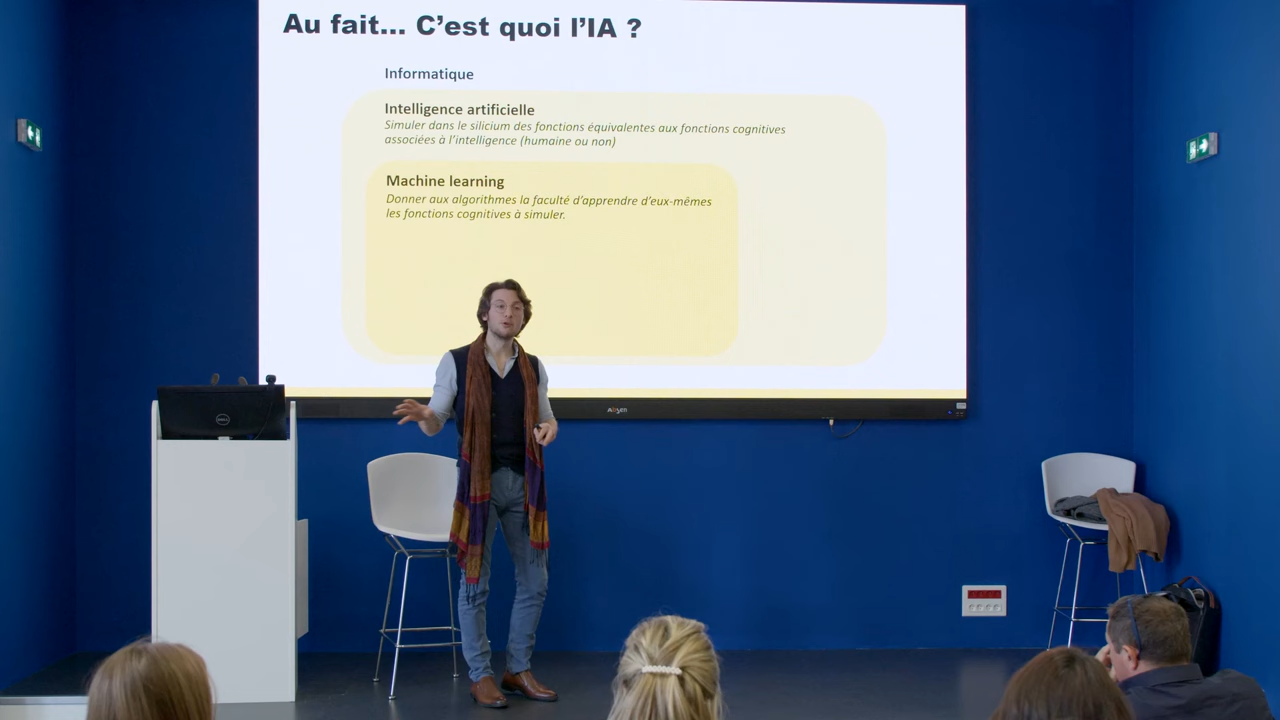 Au fait... C’est quoi l’IA ?
Informatique
Intelligence artificielle
Simuler dans le silicium des fonctions équivalentes aux fonctions cognitives
associées à l’intelligence (humaine ou non)
Machine learning
Donner aux algorithmes la faculté d’apprendre d’eux-mêmes
les fonctions cognitives à simuler.